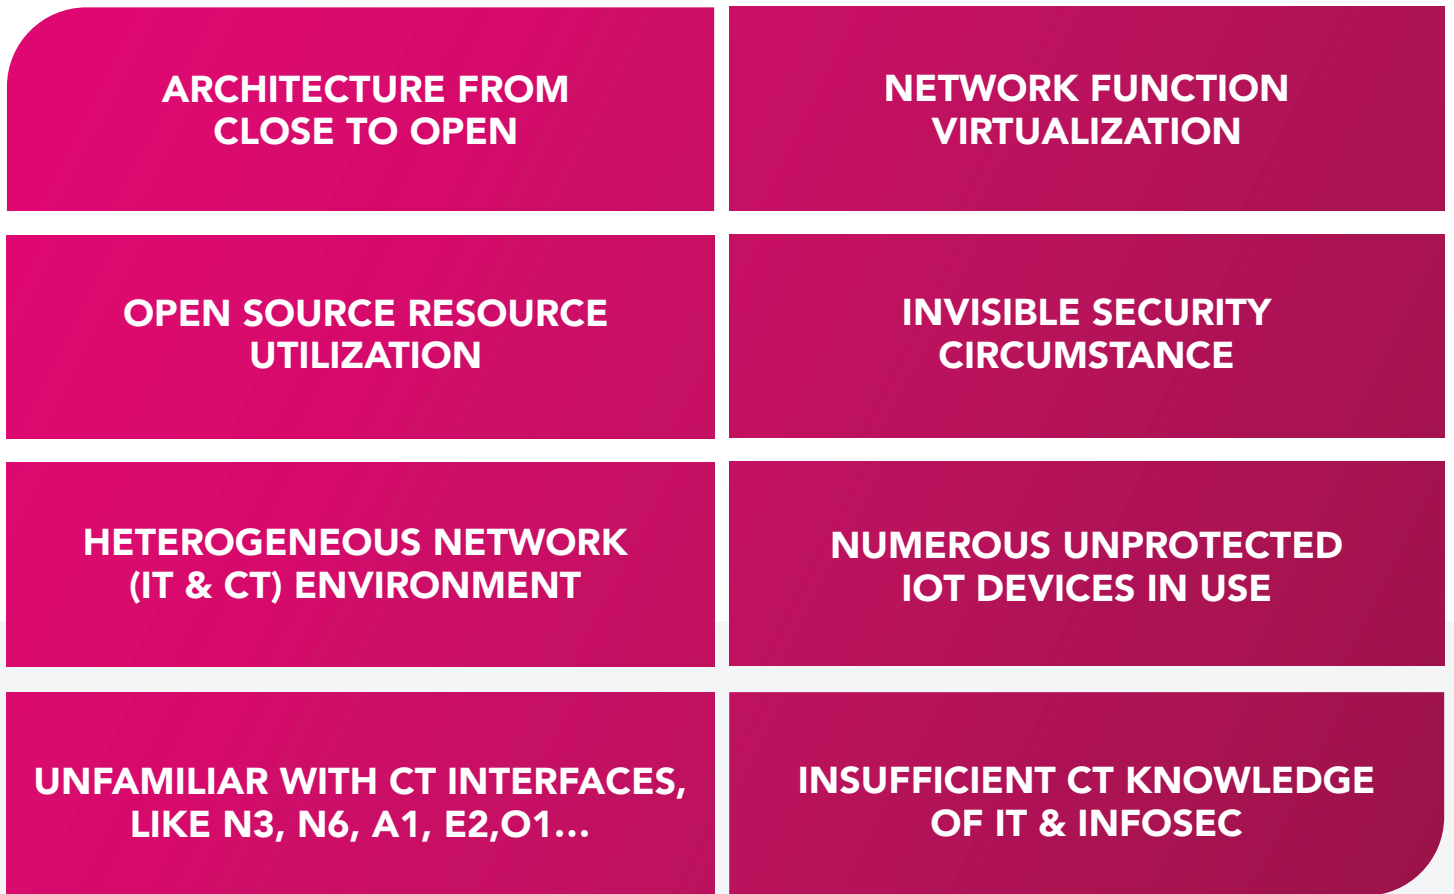 ARCHITECTURE FROM
CLOSE TO OPEN
NETWORK FUNCTION
VIRTUALIZATION
OPEN SOURCE RESOURCE
UTILIZATION
INVISIBLE SECURITY
CIRCUMSTANCE
HETEROGENEOUS NETWORK
(IT & CT) ENVIRONMENT
NUMEROUS UNPROTECTED
IOT DEVICES IN USE
UNFAMILIAR WITH CT INTERFACES,
LIKE N3, N6, A1, E2,O1...
INSUFFICIENT CT KNOWLEDGE
OF IT & INFOSEC